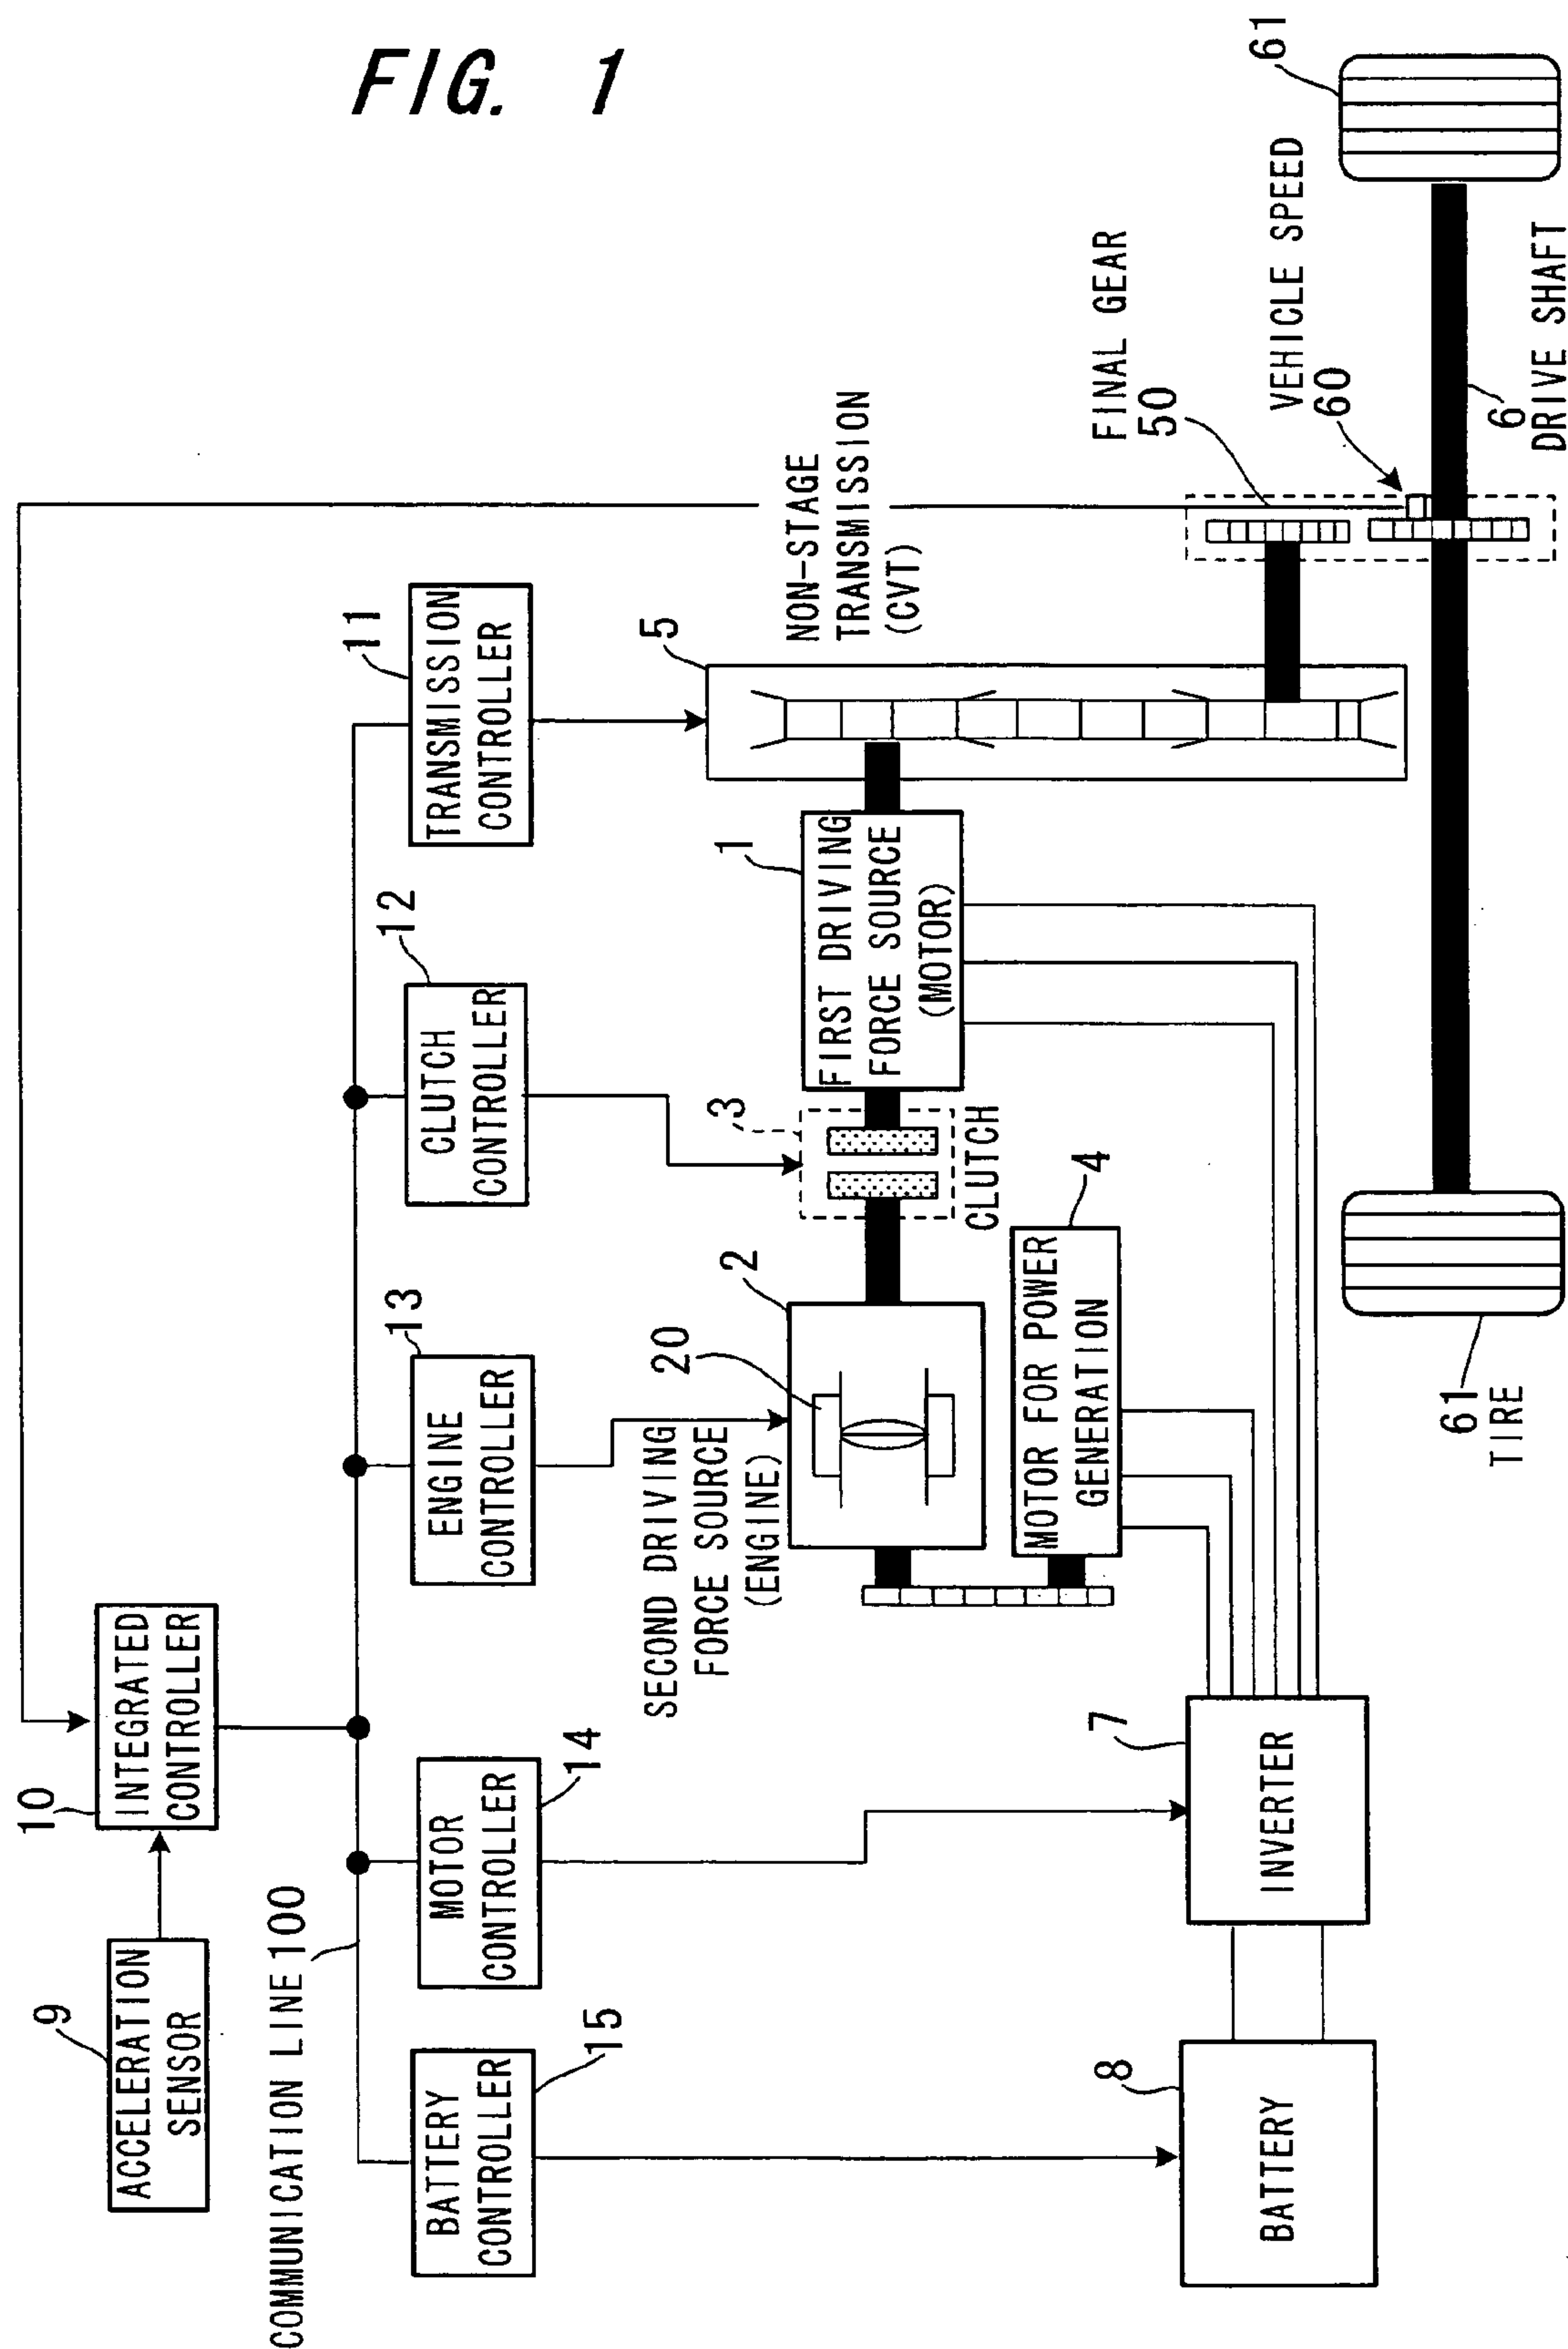 FIG. 1
9
ACCELERATION
SENSOR
10
INTEGRATED
CONTROLLER
COMMUNICATION LINE 100
BATTERY
CONTROLLER
15
MOTOR
CONTROLLER
14
ENGINE
CONTROLLER
13
CLUTCH
CONTROLLER
12
TRANSMISSION
CONTROLLER
11
SECOND DRIVING
FORCE SOURCE
(ENGINE)
20
2
3
CLUTCH
1
FIRST DRIVING
FORCE SOURCE
(MOTOR)
5
NON-STAGE
TRANSMISSION
(CVT)
MOTOR FOR POWER
GENERATION
4
FINAL GEAR
50
VEHICLE SPEED
60
61
8
BATTERY
7
INVERTER
61
TIRE
6
DRIVE SHAFT